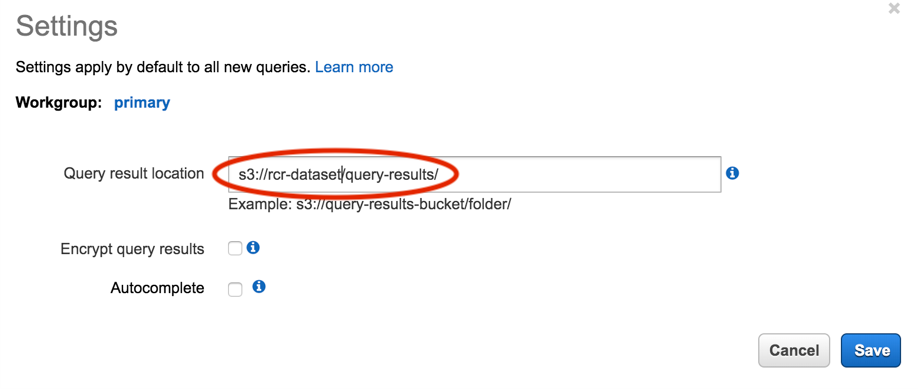 Settings
Settings apply by default to all new queries. Learn more
Workgroup: primary
Query result location s3://rcr-dataset/query-results/
Example: s3://query-results-bucket/folder/
Encrypt query results
Autocomplete
Cancel Save